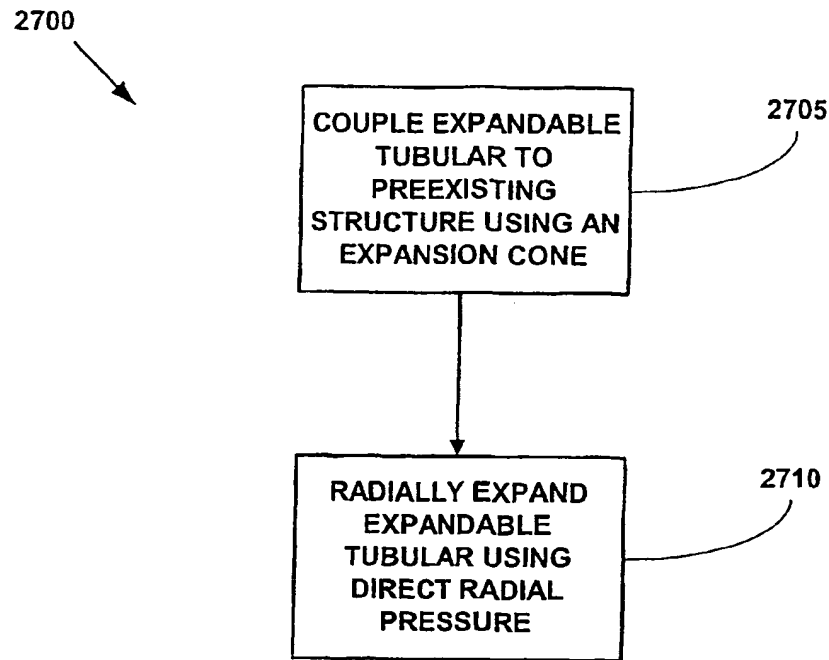 2700
COUPLE EXPANDABLE
TUBULAR TO
PREEXISTING
STRUCTURE USING AN
EXPANSION CONE
2705
RADIALLY EXPAND
EXPANDABLE
TUBULAR USING
DIRECT RADIAL
PRESSURE
2710